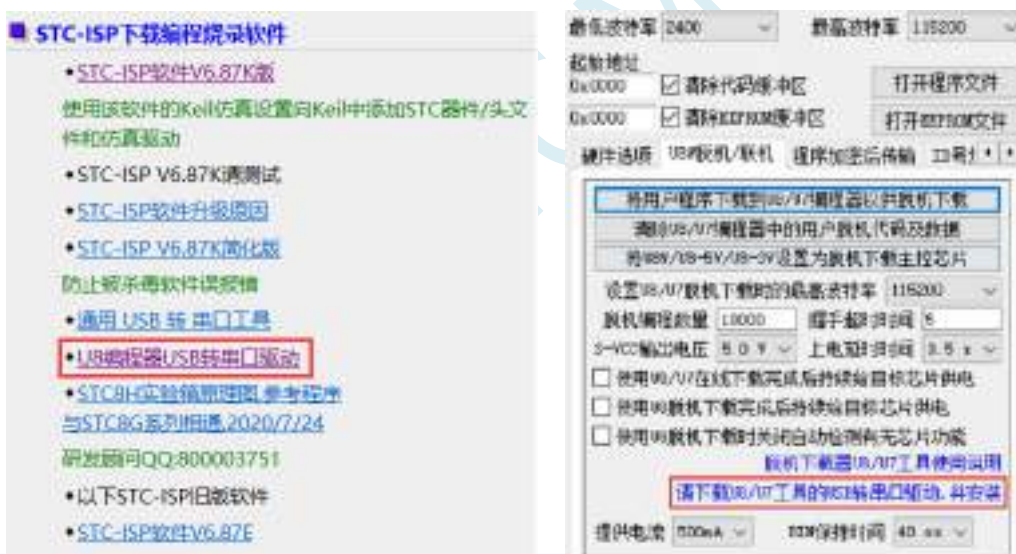 STC-ISP下载编程烧录软件
•STC-ISP软件V6.87K版
使用该软件的Keil仿真设置向Keil中添加STC器件/头文
件和仿真驱动
•STC-ISP V6.87K请测试
•STC-ISP软件升级原因
•STC-ISP V6.87K简化版
防止被杀毒软件误报情
•通用 USB 转 串口工具
•U8编程器USB转串口驱动
•STC8H实验箱原理图,参考程序
与STC8G系列相通,2020/7/24
研发顾问QQ:800003751
•以下STC-ISP旧版软件
•STC-ISP软件V6.87E
最低波特率 2400 最高波特率 115200
起始地址
0x0000 清除代码缓冲区 打开程序文件
0x0000 清除EEPROM缓冲区 打开EEPROM文件
硬件选项 U8/脱机/联机 程序加密后传输
将用户程序下载到U8/U7编程器以供脱机下载
清除U8/U7编程器中的用户脱机代码及数据
将U8W/U8-5V/U8-3V设置为脱机下载主控芯片
设置U8/U7脱机下载时的最高波特率 115200
脱机编程数量 10000 握手超时时间 5
S-VCC输出电压 5.0 V 上电延时时间 3.5 s
使用U8/U7在线下载完成后持续给目标芯片供电
使用U8脱机下载完成后持续给目标芯片供电
使用U8脱机下载时关闭自动检测有无芯片功能
脱机下载器U8/U7工具使用说明
请下载U8/U7工具的USB转串口驱动,并安装
提供电流 500mA 保持时间 40 ms